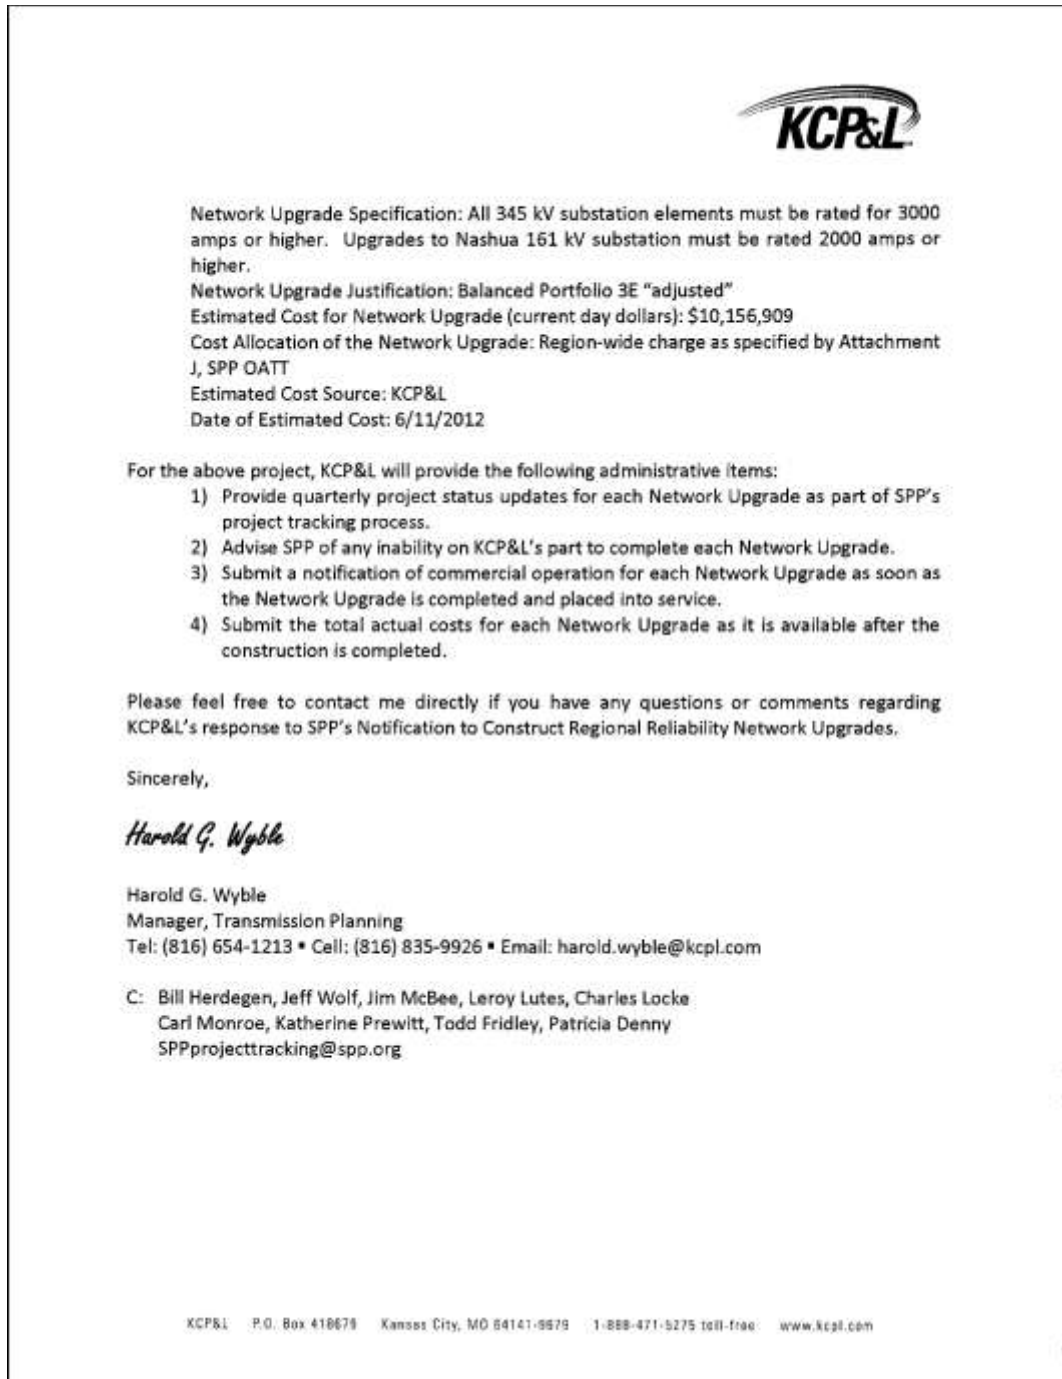 KCP&L
Network Upgrade Specification: All 345 kV substation elements must be rated for 3000
amps or higher. Upgrades to Nashua 161 kV substation must be rated 2000 amps or
higher.
Network Upgrade Justification: Balanced Portfolio 3E “adjusted”
Estimated Cost for Network Upgrade (current day dollars): $10,156,909
Cost Allocation of the Network Upgrade: Region-wide charge as specified by Attachment
J, SPP OATT
Estimated Cost Source: KCP&L
Date of Estimated Cost: 6/11/2012
For the above project, KCP&L will provide the following administrative items:
1) Provide quarterly project status updates for each Network Upgrade as part of SPP’s
project tracking process.
2) Advise SPP of any inability on KCP&L’s part to complete each Network Upgrade.
3) Submit a notification of commercial operation for each Network Upgrade as soon as
the Network Upgrade is completed and placed into service.
4) Submit the total actual costs for each Network Upgrade as it is available after the
construction is completed.
Please feel free to contact me directly if you have any questions or comments regarding
KCP&L’s response to SPP’s Notification to Construct Regional Reliability Network Upgrades.
Sincerely,
Harold G. Wyble
Harold G. Wyble
Manager, Transmission Planning
Tel: (816) 654-1213 ▪ Cell: (816) 835-9926 ▪ Email: harold.wyble@kcpl.com
C: Bill Herdegen, Jeff Wolf, Jim McBee, Leroy Lutes, Charles Locke
Carl Monroe, Katherine Prewitt, Todd Fridley, Patricia Denny
SPPprojecttracking@spp.org
KCP&L P.O. Box 418679 Kansas City, MO 64141-9679 1-888-471-5275 toll-free www.kcpl.com